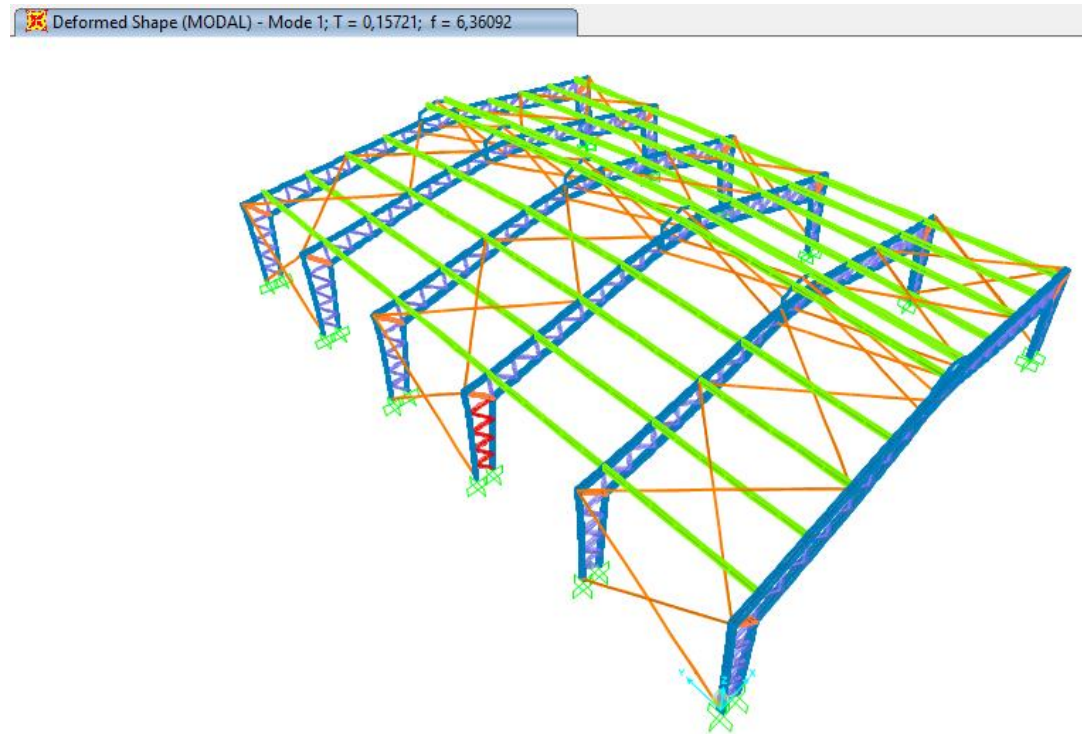 Deformed Shape (MODAL) - Mode 1; T = 0,15721; f = 6,36092
Y
Z
X